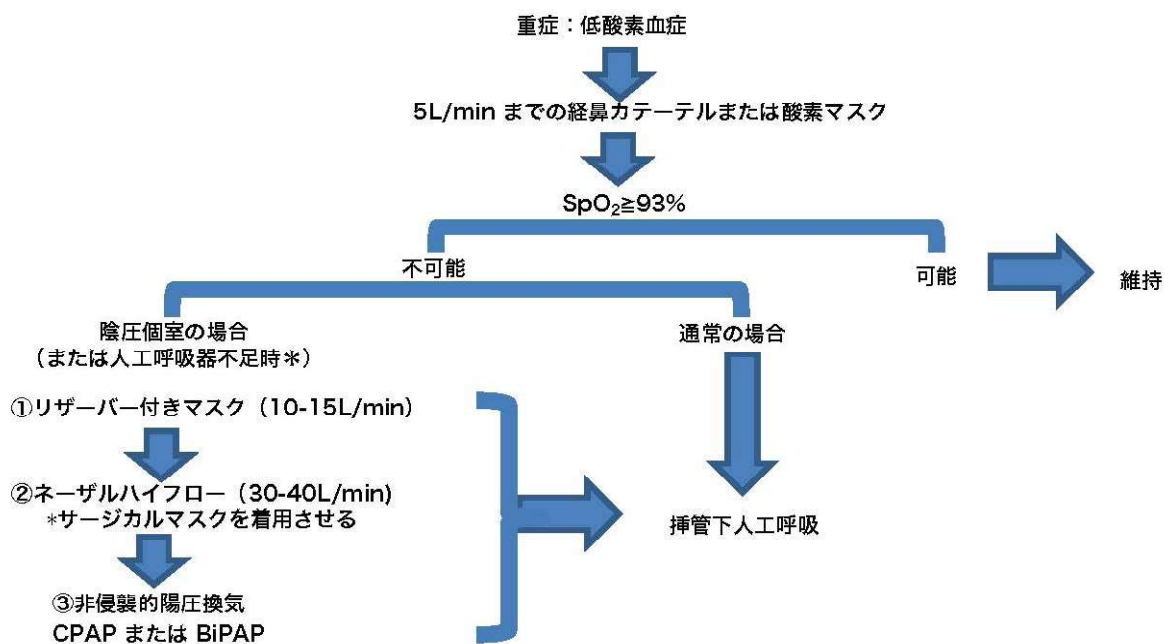 重症：低酸素血症
5L/min までの経鼻カテーテルまたは酸素マスク
SpO₂≧93%
不可能
可能
維持
陰圧個室の場合
（または人工呼吸器不足時＊）
通常の場合
①リザーバー付きマスク（10-15L/min）
②ネーザルハイフロー（30-40L/min)
*サージカルマスクを着用させる
挿管下人工呼吸
③非侵襲的陽圧換気
CPAP または BiPAP